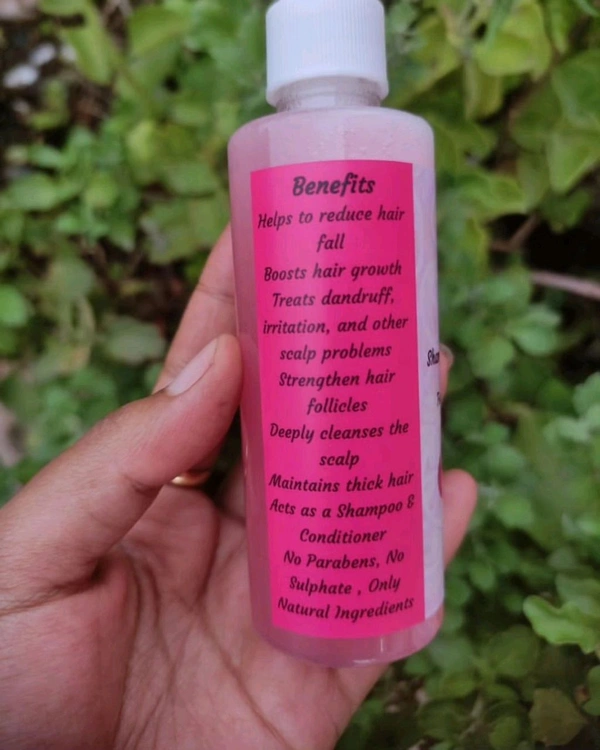 Benefits
Helps to reduce hair
fall
Boosts hair growth
Treats dandruff,
irritation, and other
scalp problems
Strengthen hair
follicles
Deeply cleanses the
scalp
Maintains thick hair
Acts as a Shampoo &
Conditioner
No Parabens, No
Sulphate , Only
Natural Ingredients